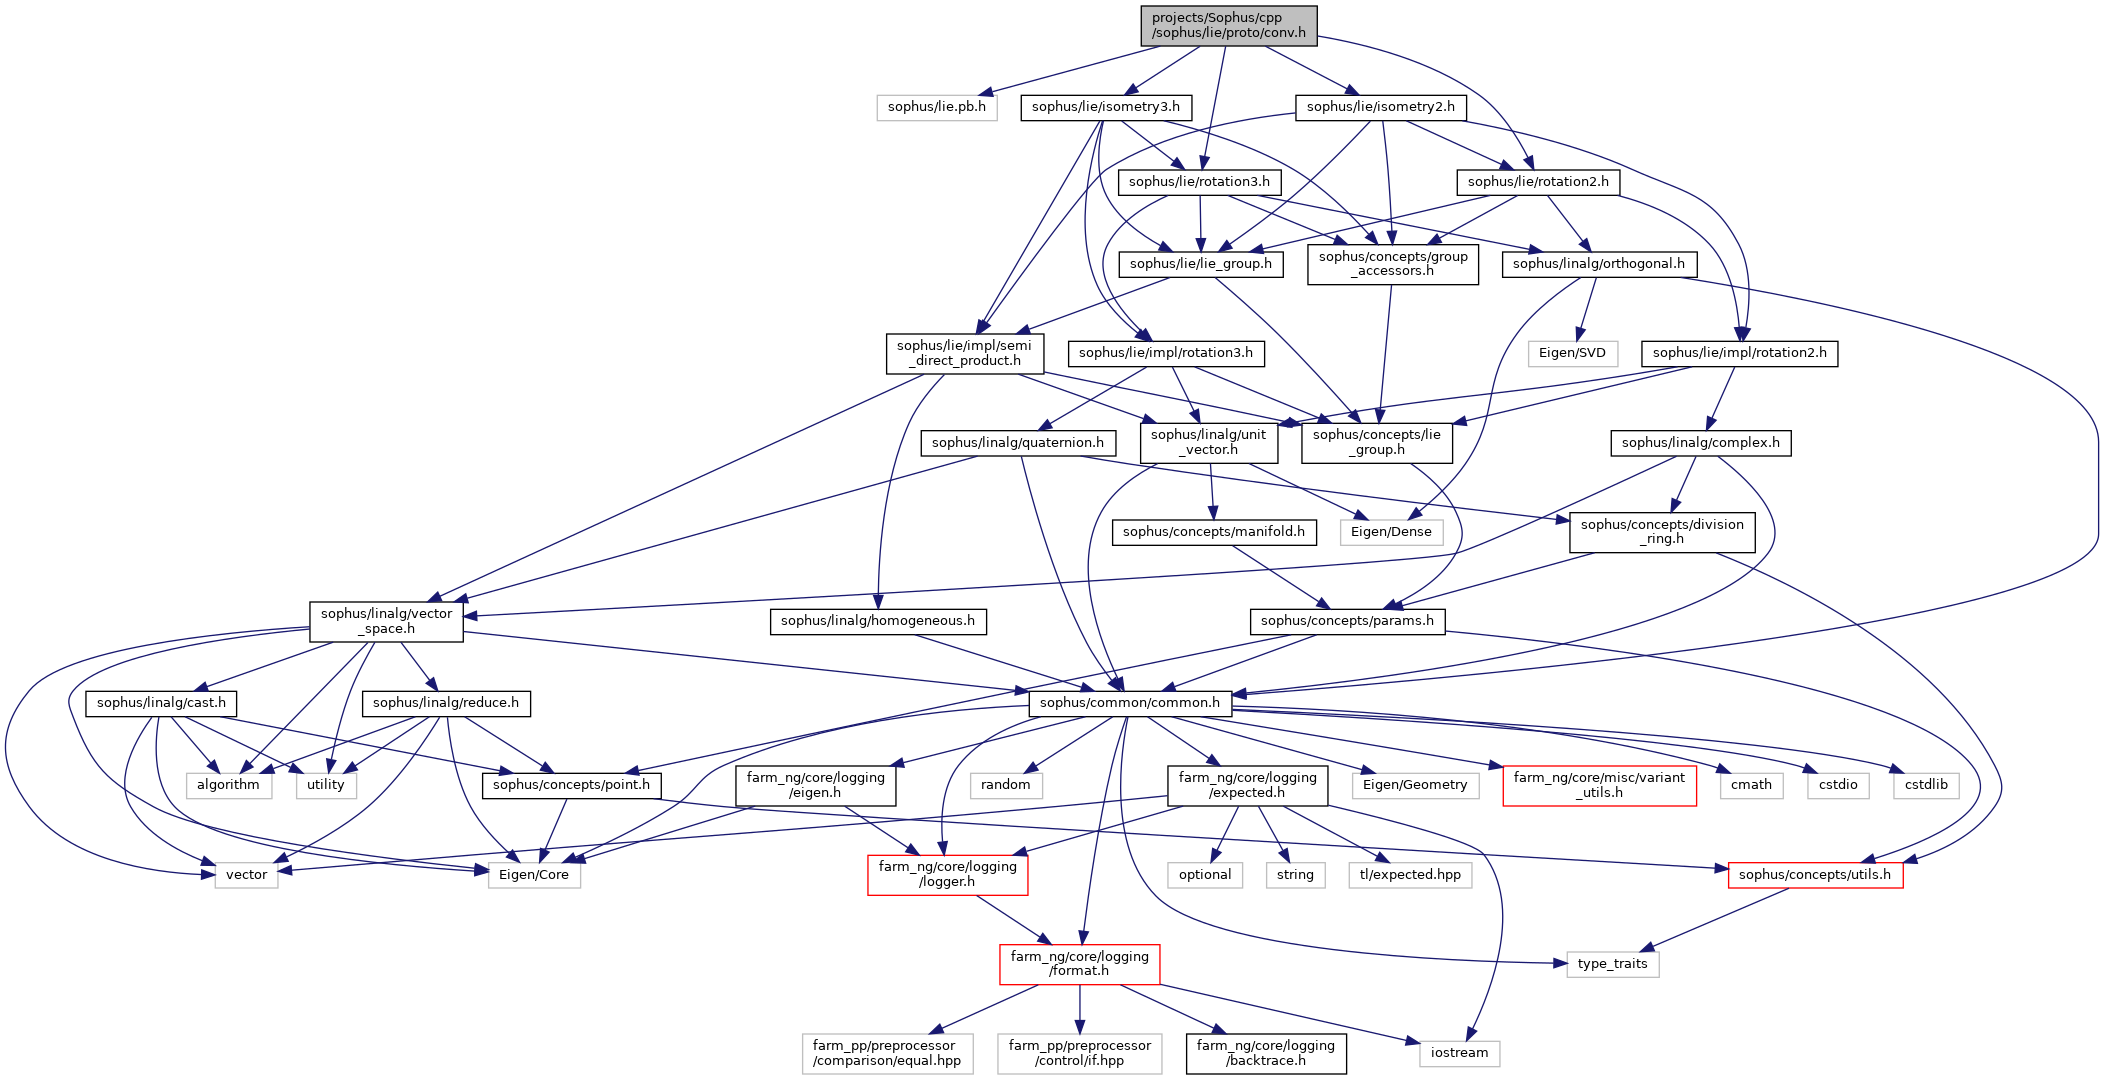 projects/Sophus/cpp
/sophus/lie/proto/conv.h
sophus/lie.pb.h
sophus/lie/isometry3.h
sophus/lie/isometry2.h
sophus/lie/rotation3.h
sophus/lie/rotation2.h
sophus/lie/lie_group.h
sophus/concepts/group
_accessors.h
sophus/linalg/orthogonal.h
sophus/lie/impl/semi
_direct_product.h
sophus/lie/impl/rotation3.h
Eigen/SVD
sophus/lie/impl/rotation2.h
sophus/linalg/quaternion.h
sophus/linalg/unit
_vector.h
sophus/concepts/lie
_group.h
sophus/linalg/complex.h
sophus/concepts/manifold.h
Eigen/Dense
sophus/concepts/division
_ring.h
sophus/linalg/vector
_space.h
sophus/linalg/homogeneous.h
sophus/concepts/params.h
sophus/linalg/cast.h
sophus/linalg/reduce.h
sophus/common/common.h
algorithm
utility
sophus/concepts/point.h
farm_ng/core/logging
/eigen.h
random
farm_ng/core/logging
/expected.h
Eigen/Geometry
farm_ng/core/misc/variant
_utils.h
cmath
cstdio
cstdlib
vector
Eigen/Core
farm_ng/core/logging
/logger.h
optional
string
tl/expected.hpp
sophus/concepts/utils.h
farm_ng/core/logging
/format.h
type_traits
farm_pp/preprocessor
/comparison/equal.hpp
farm_pp/preprocessor
/control/if.hpp
farm_ng/core/logging
/backtrace.h
iostream